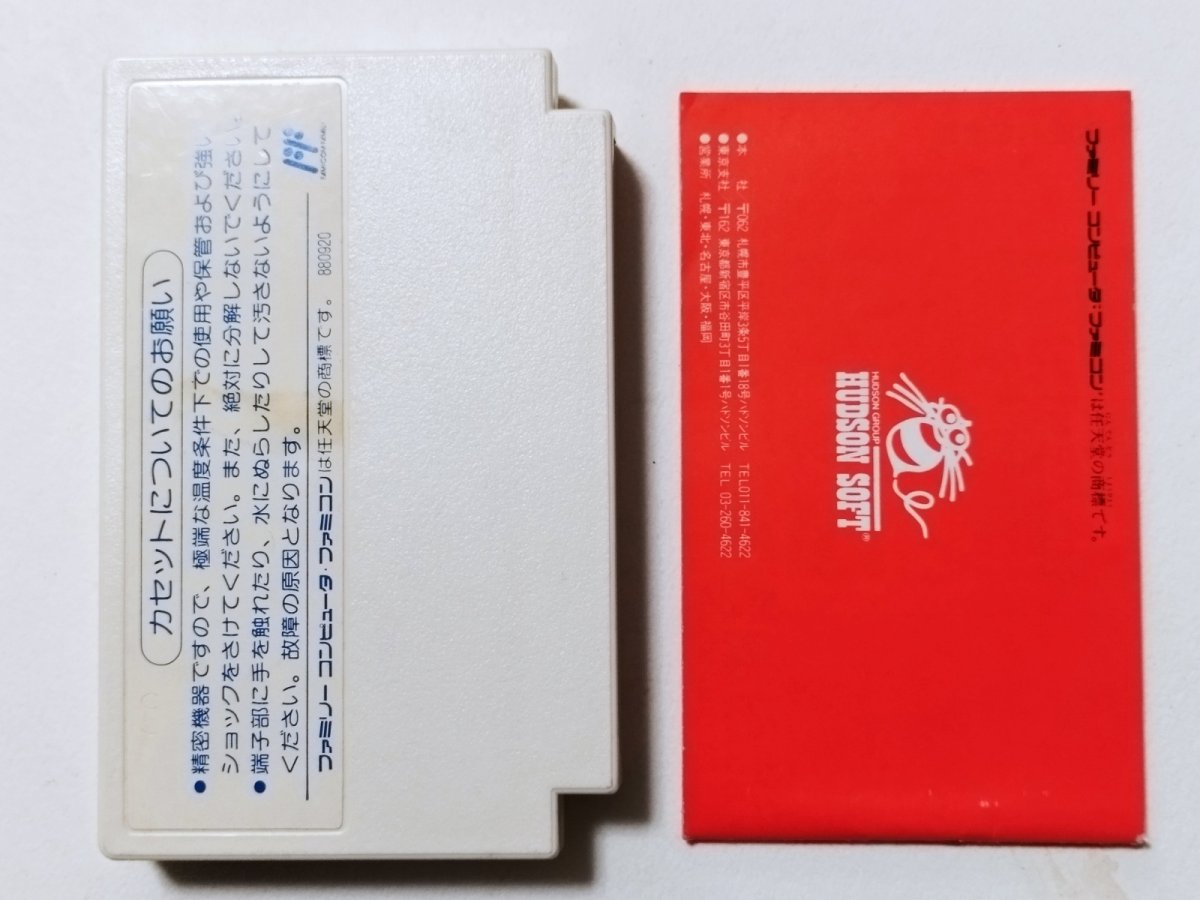 カセットについてのお願い
●精密機器ですので、極端な温度条件下での使用や保管および強い
ショックをさけてください。また、絶対に分解しないでください。
●端子部に手を触れたり、水にぬらしたりして汚さないようにして
ください。故障の原因となります。
ファミリー コンピュータ・ファミコンは任天堂の商標です。 880920
ファミリー コンピュータ・ファミコンは任天堂の商標です。
HUDSON GROUP
HUDSON SOFT®
●本 社 〒062 札幌市豊平区平岸3条5丁目1番18号ハドソンビル TEL011-841-4622
●東京支社 〒162 東京都新宿区市谷田町3丁目1番1号ハドソンビル TEL 03-260-4622
●営業所 札幌・東北・名古屋・大阪・福岡